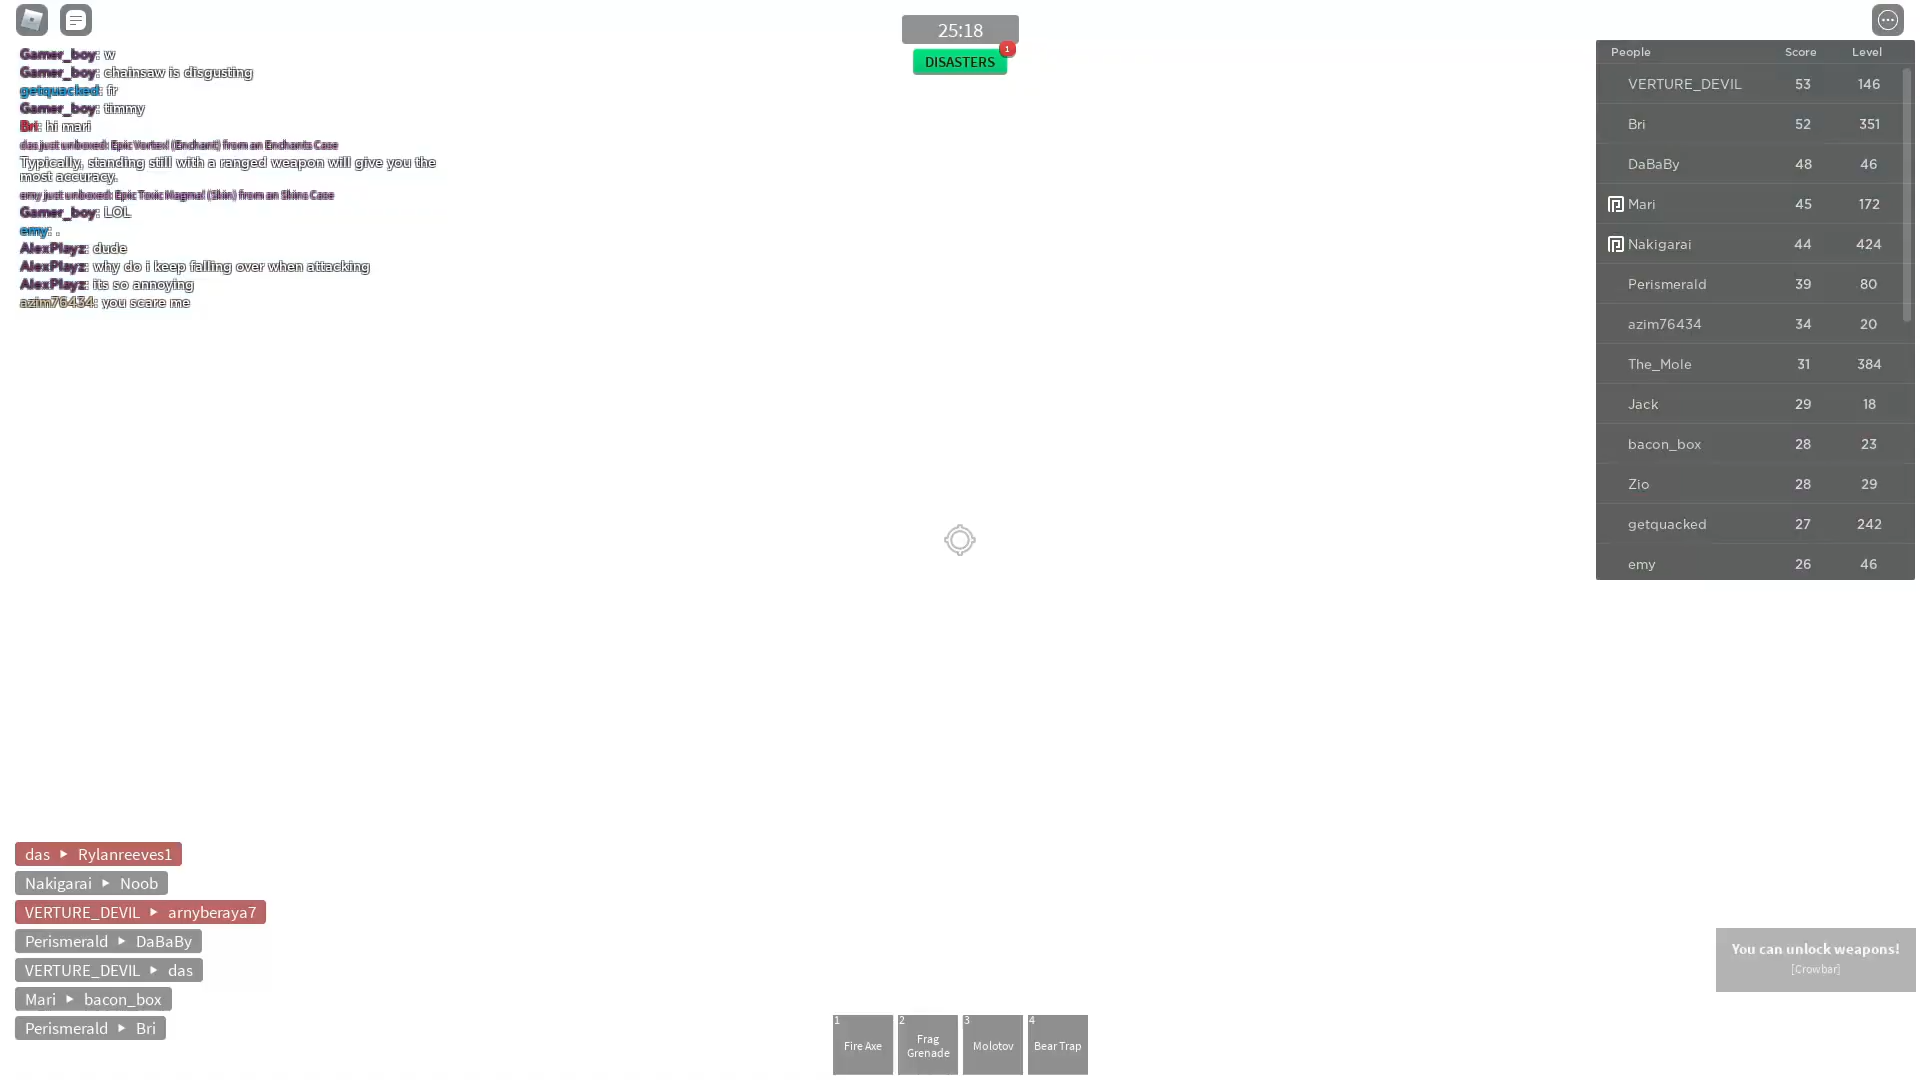 25:18
DISASTERS
1
Gamer_boy: w
Gamer_boy: chainsaw is disgusting
getquacked: fr
Gamer_boy: timmy
Bri: hi mari
das just unboxed: Epic Vortex! (Enchant) from an Enchants Case
Typically, standing still with a ranged weapon will give you the
most accuracy.
emy just unboxed: Epic Toxic Magma! (Skin) from an Skins Case
Gamer_boy: LOL
emy: .
AlexPlayz: dude
AlexPlayz: why do i keep falling over when attacking
AlexPlayz: its so annoying
azim76434: you scare me
People Score Level
VERTURE_DEVIL 53 146
Bri 52 351
DaBaBy 48 46
Mari 45 172
Nakigarai 44 424
Perismerald 39 80
azim76434 34 20
The_Mole 31 384
Jack 29 18
bacon_box 28 23
Zio 28 29
getquacked 27 242
emy 26 46
das ▸ Rylanreeves1
Nakigarai ▸ Noob
VERTURE_DEVIL ▸ arnyberaya7
Perismerald ▸ DaBaBy
VERTURE_DEVIL ▸ das
Mari ▸ bacon_box
Perismerald ▸ Bri
You can unlock weapons!
[Crowbar]
1 Fire Axe
2 Frag Grenade
3 Molotov
4 Bear Trap